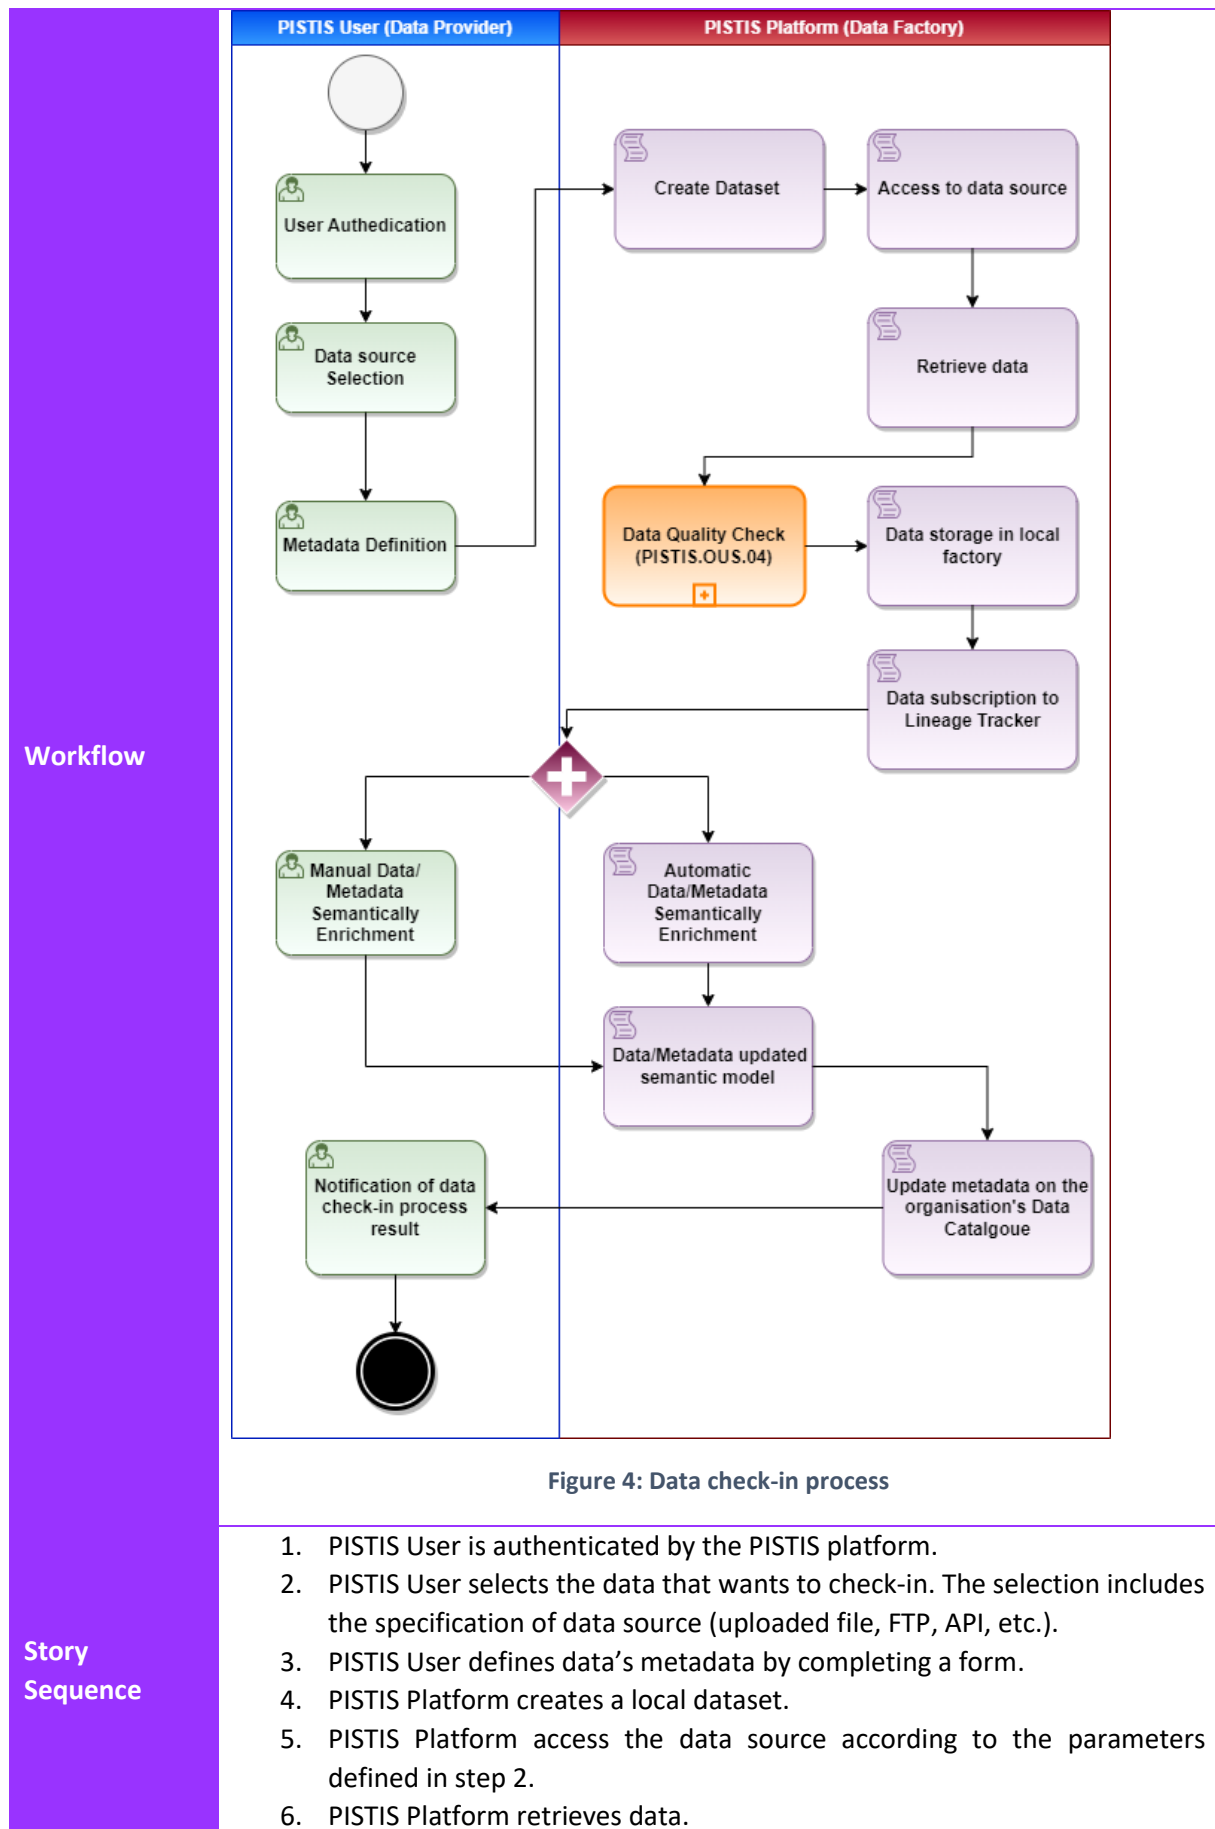 PISTIS User (Data Provider)
PISTIS Platform (Data Factory)
User Authedication
Create Dataset
Access to data source
Data source
Selection
Retrieve data
Metadata Definition
Data Quality Check
(PISTIS.OUS.04)
Data storage in local
factory
Data subscription to
Lineage Tracker
Workflow
Manual Data/
Metadata
Semantically
Enrichment
Automatic
Data/Metadata
Semantically
Enrichment
Data/Metadata updated
semantic model
Notification of data
check-in process
result
Update metadata on the
organisation's Data
Catalgoue
Figure 4: Data check-in process
Story
Sequence
1. PISTIS User is authenticated by the PISTIS platform.
2. PISTIS User selects the data that wants to check-in. The selection includes
the specification of data source (uploaded file, FTP, API, etc.).
3. PISTIS User defines data’s metadata by completing a form.
4. PISTIS Platform creates a local dataset.
5. PISTIS Platform access the data source according to the parameters
defined in step 2.
6. PISTIS Platform retrieves data.